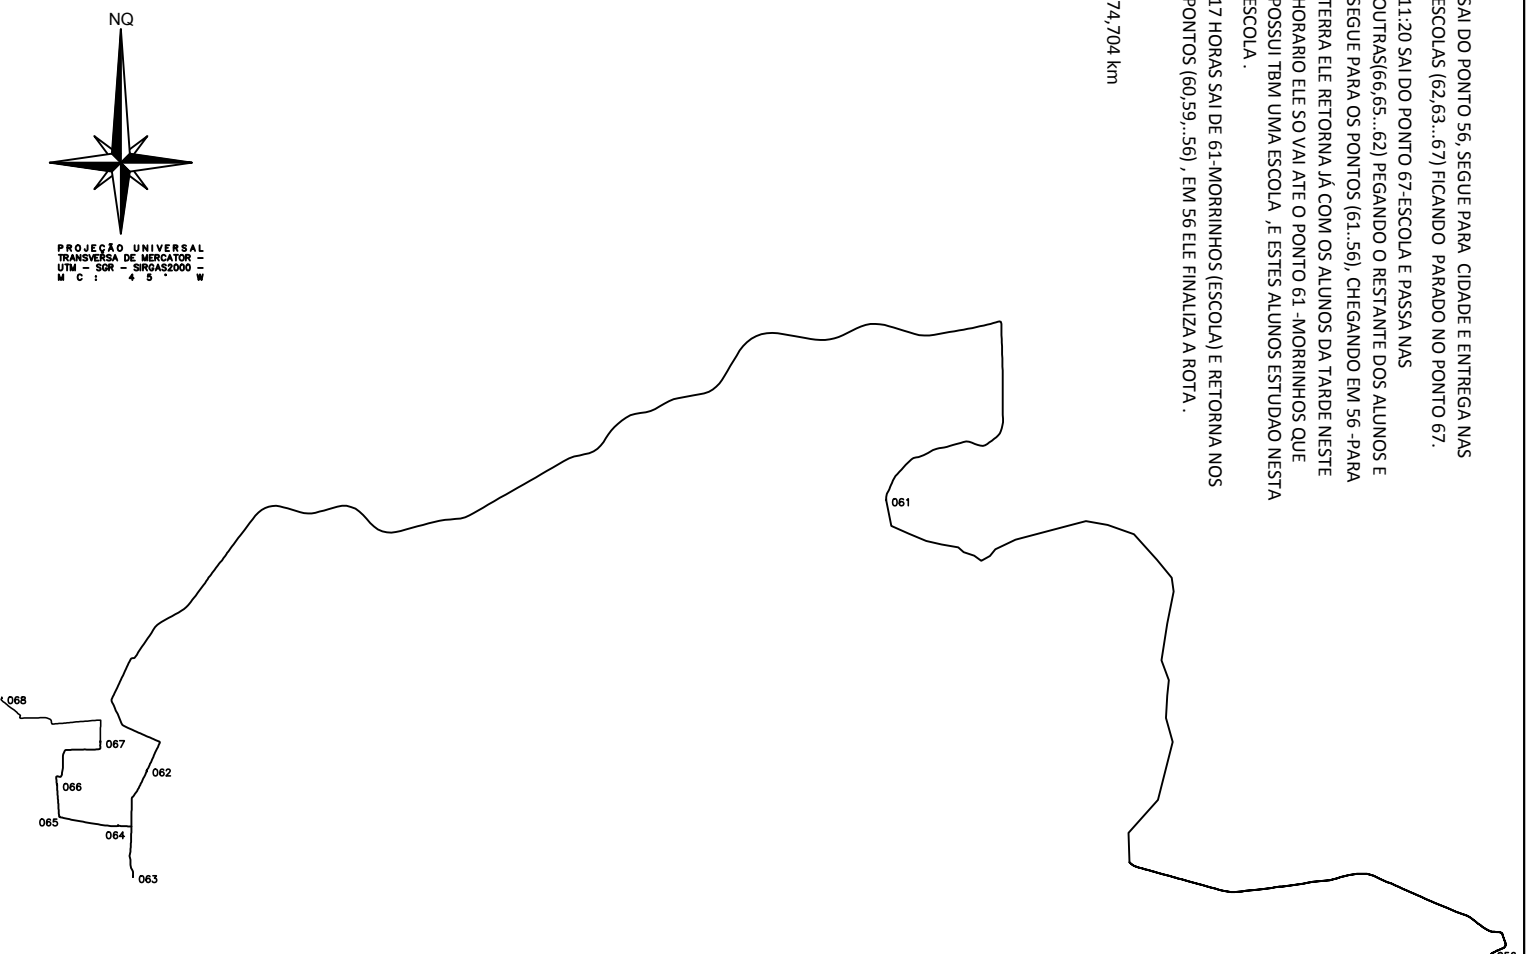 SAI DO PONTO 56, SEGUE PARA CIDADE E ENTREGA NAS
ESCOLAS (62,63...67) FICANDO PARADO NO PONTO 67.
11:20 SAI DO PONTO 67-ESCOLA E PASSA NAS
OUTRAS(66,65...62) PEGANDO O RESTANTE DOS ALUNOS E
SEGUE PARA OS PONTOS (61..56), CHEGANDO EM 56 -PARA
TERRA ELE RETORNA JÁ COM OS ALUNOS DA TARDE NESTE
HORARIO ELE SO VAI ATE O PONTO 61 -MORRINHOS QUE
POSSUI TBM UMA ESCOLA ,E ESTES ALUNOS ESTUDAO NESTA
ESCOLA .
17 HORAS SAI DE 61-MORRINHOS (ESCOLA) E RETORNA NOS
PONTOS (60,59,...56) , EM 56 ELE FINALIZA A ROTA .
74,704 km
NQ
PROJEÇÃO UNIVERSAL
TRANSVERSA DE MERCATOR -
UTM - SGR - SIRGAS2000 -
M C : 4 5 ° W
061
068
067
062
066
065
064
063